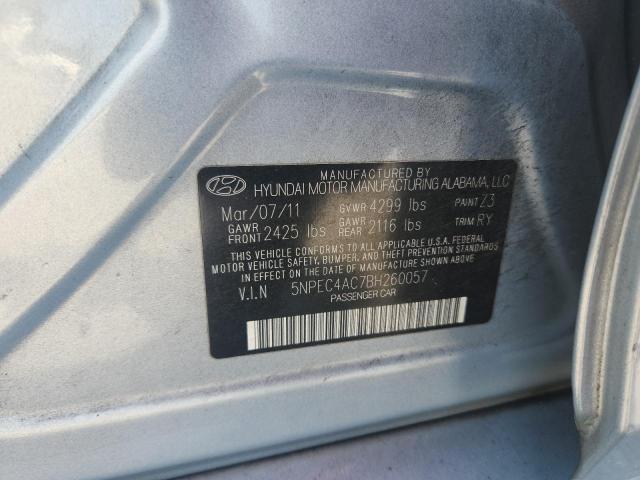 MANUFACTURED BY
HYUNDAI MOTOR MANUFACTURING ALABAMA, LLC
Mar/07/11 GVWR 4299 lbs PAINT Z3
GAWR FRONT 2425 lbs GAWR REAR 2116 lbs TRIM RY
THIS VEHICLE CONFORMS TO ALL APPLICABLE U.S.A. FEDERAL
MOTOR VEHICLE SAFETY, BUMPER, AND THEFT PREVENTION STANDARDS
IN EFFECT ON THE DATE OF MANUFACTURE SHOWN ABOVE.
V.I.N 5NPEC4AC7BH260057
PASSENGER CAR